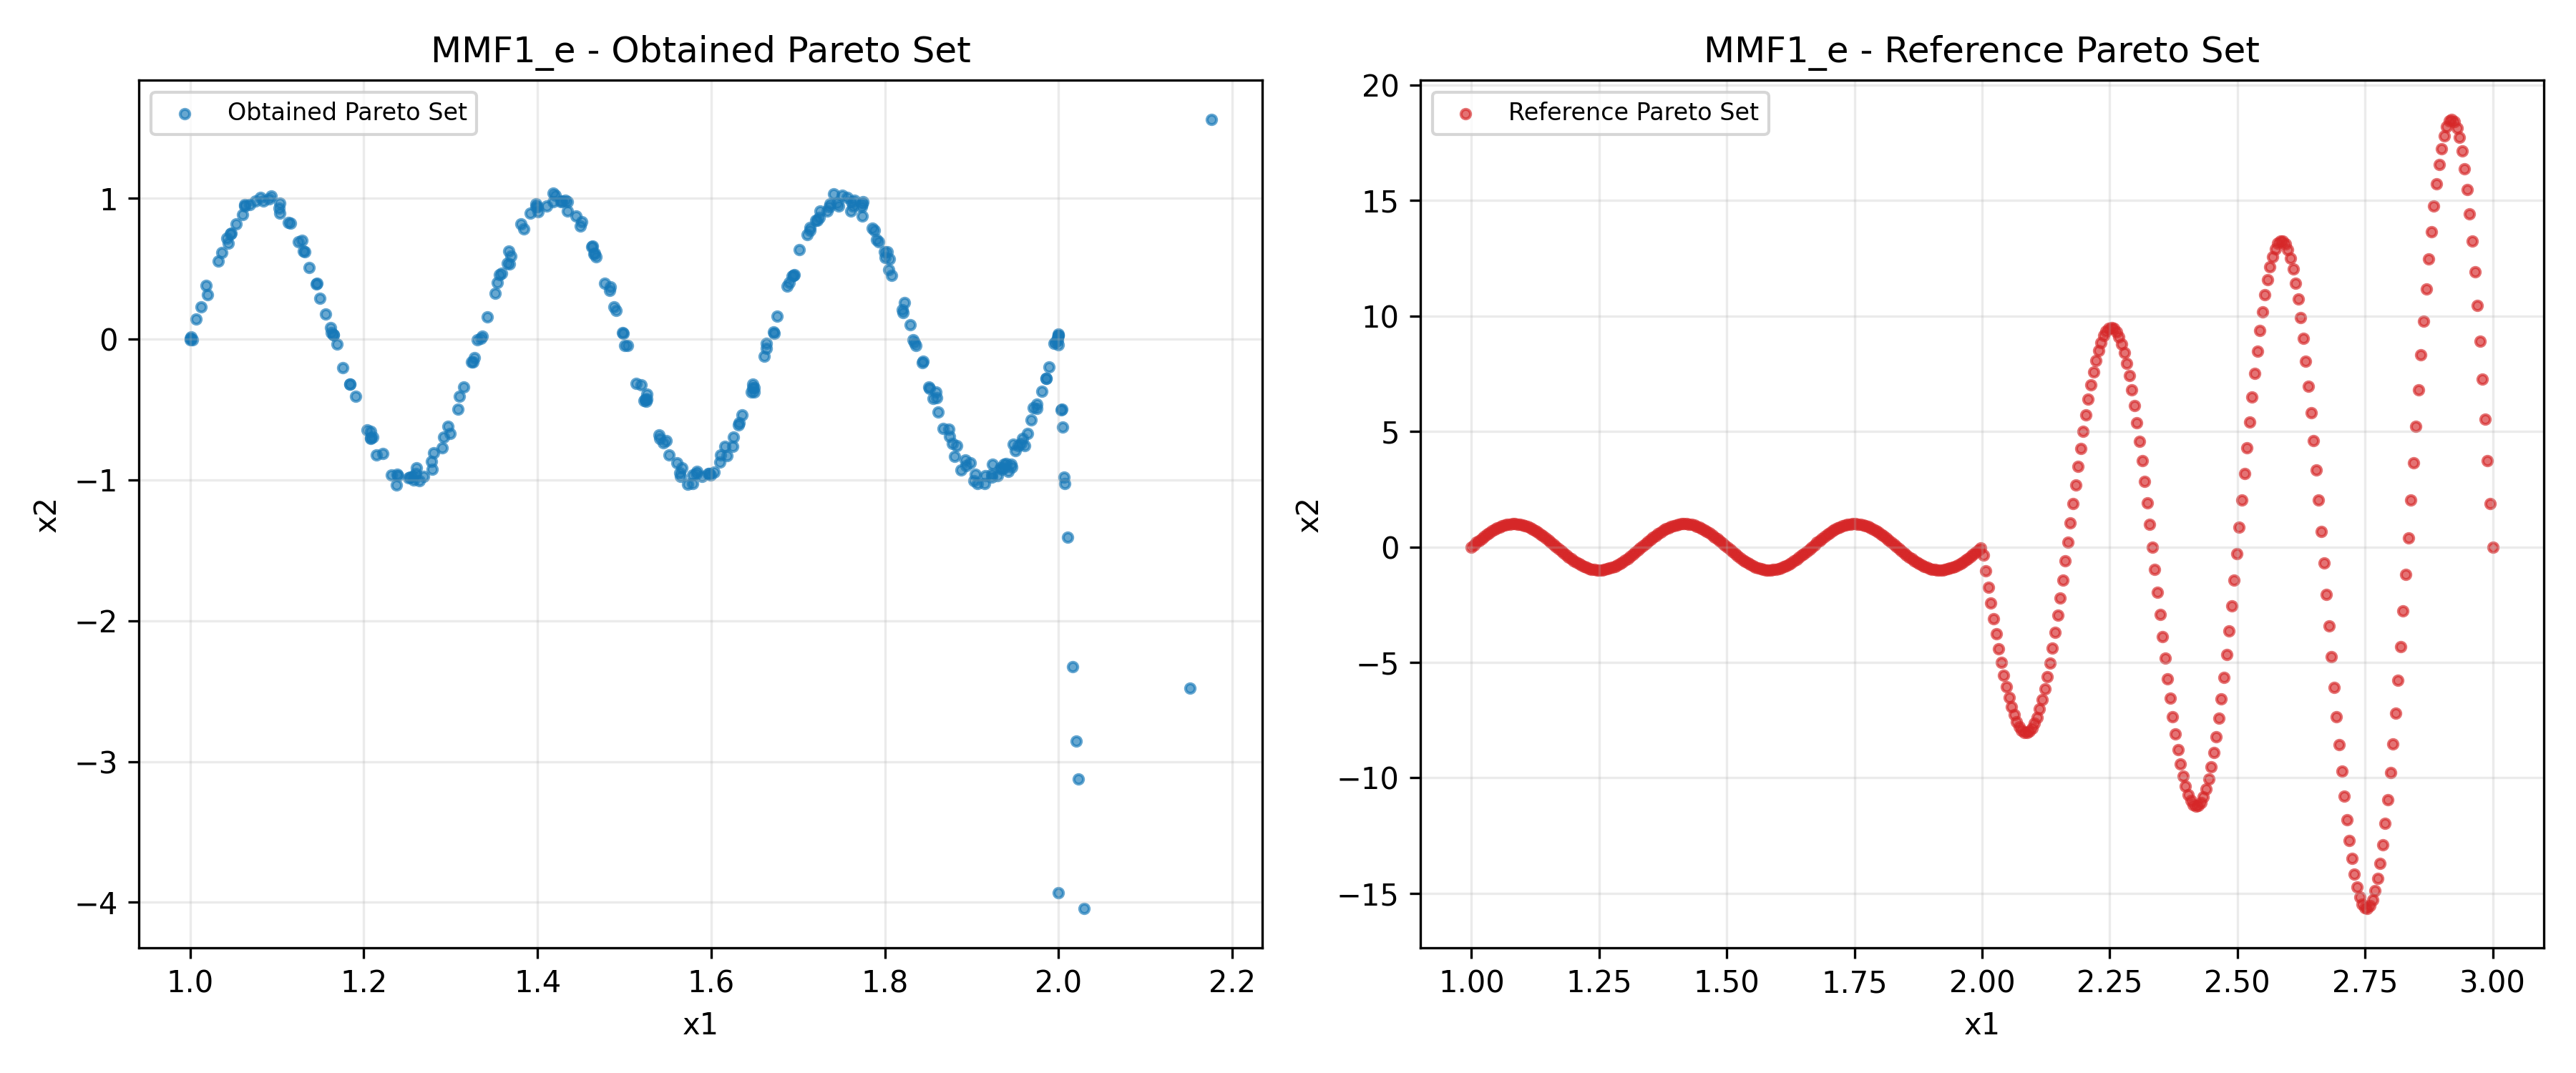 MMF1_e - Obtained Pareto Set
Obtained Pareto Set
1
0
−1
−2
−3
−4
x2
1.0 1.2 1.4 1.6 1.8 2.0 2.2
x1
MMF1_e - Reference Pareto Set
Reference Pareto Set
20
15
10
5
0
−5
−10
−15
x2
1.00 1.25 1.50 1.75 2.00 2.25 2.50 2.75 3.00
x1